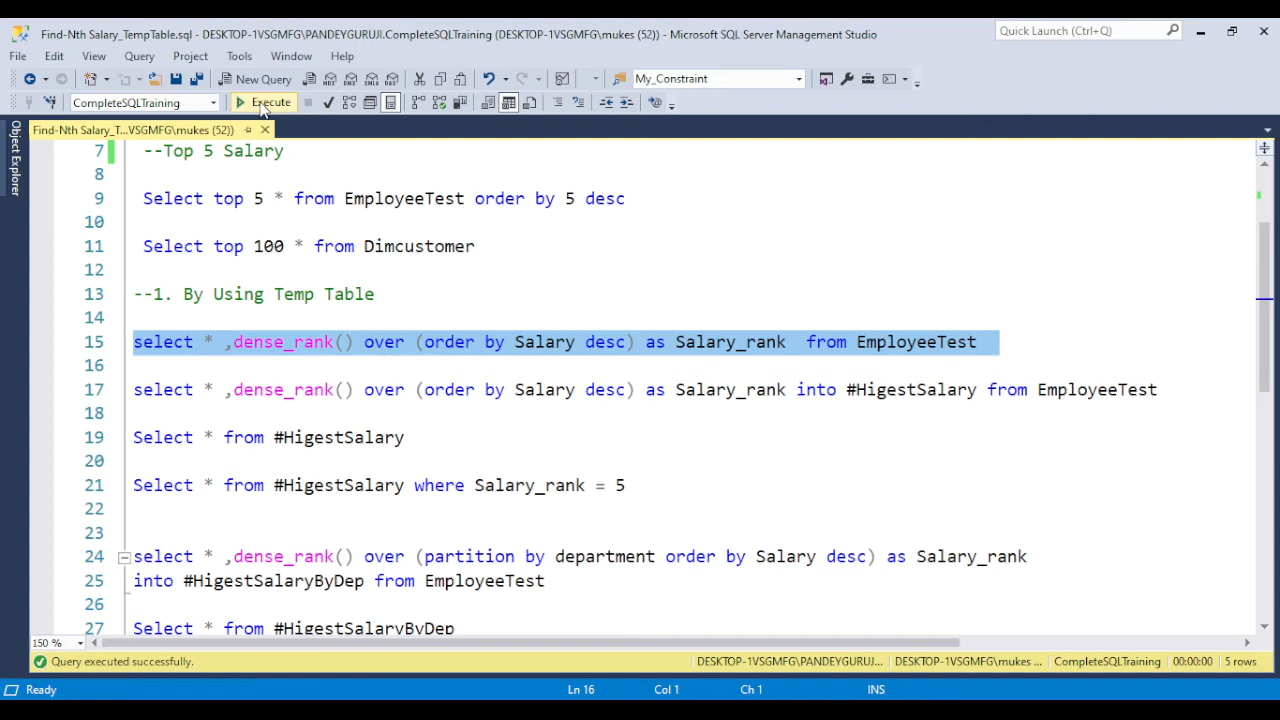 Find-Nth Salary_TempTable.sql - DESKTOP-1VSGMFG\PANDEYGURUJI.CompleteSQLTraining (DESKTOP-1VSGMFG\mukes (52)) - Microsoft SQL Server Management Studio
Quick Launch (Ctrl+Q)
File Edit View Query Project Tools Window Help
New Query
MDX DMX XMLA DAX
My_Constraint
CompleteSQLTraining
Execute
Find-Nth Salary_T...VSGMFG\mukes (52))
Object Explorer
7 --Top 5 Salary
8
9 Select top 5 * from EmployeeTest order by 5 desc
10
11 Select top 100 * from Dimcustomer
12
13 --1. By Using Temp Table
14
15 select * ,dense_rank() over (order by Salary desc) as Salary_rank  from EmployeeTest
16
17 select * ,dense_rank() over (order by Salary desc) as Salary_rank into #HigestSalary from EmployeeTest
18
19 Select * from #HigestSalary
20
21 Select * from #HigestSalary where Salary_rank = 5
22
23
24 select * ,dense_rank() over (partition by department order by Salary desc) as Salary_rank
25 into #HigestSalaryByDep from EmployeeTest
26
27 Select * from #HigestSalaryByDep
150 %
Query executed successfully.
DESKTOP-1VSGMFG\PANDEYGURUJ... DESKTOP-1VSGMFG\mukes ... CompleteSQLTraining 00:00:00 5 rows
Ready Ln 16 Col 1 Ch 1 INS